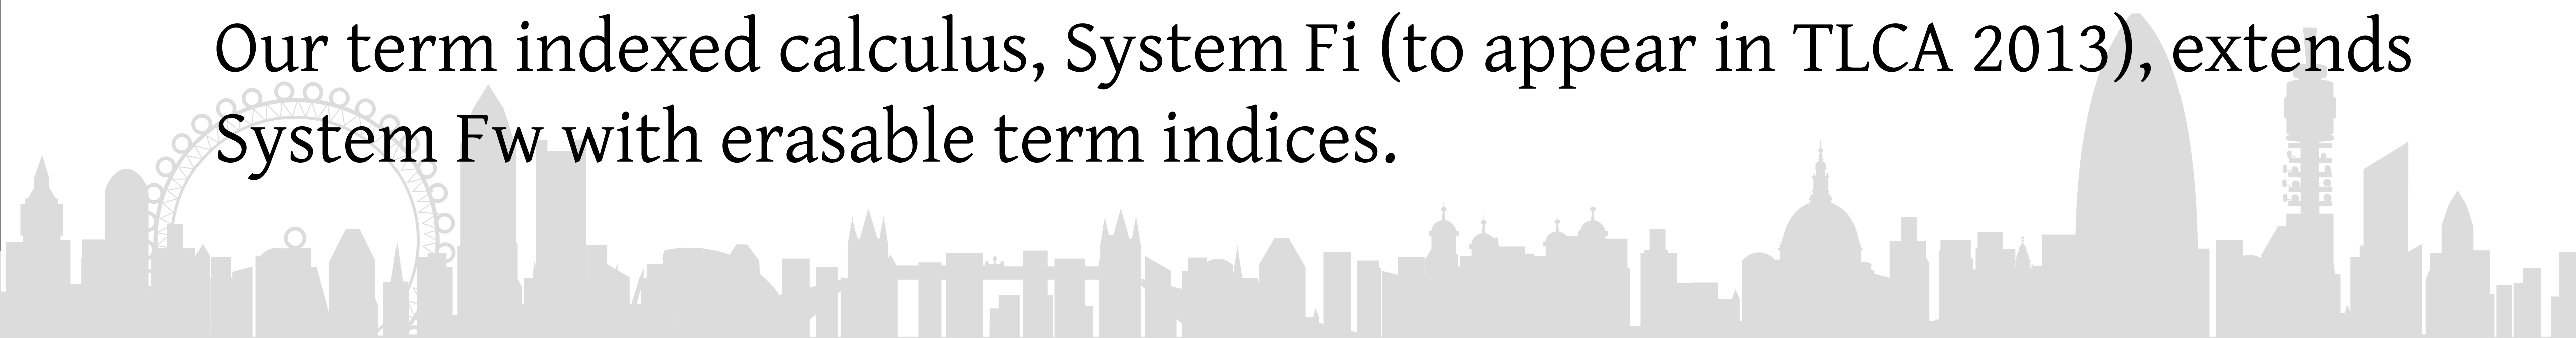 Our term indexed calculus, System Fi (to appear in TLCA 2013), extends
System Fw with erasable term indices.